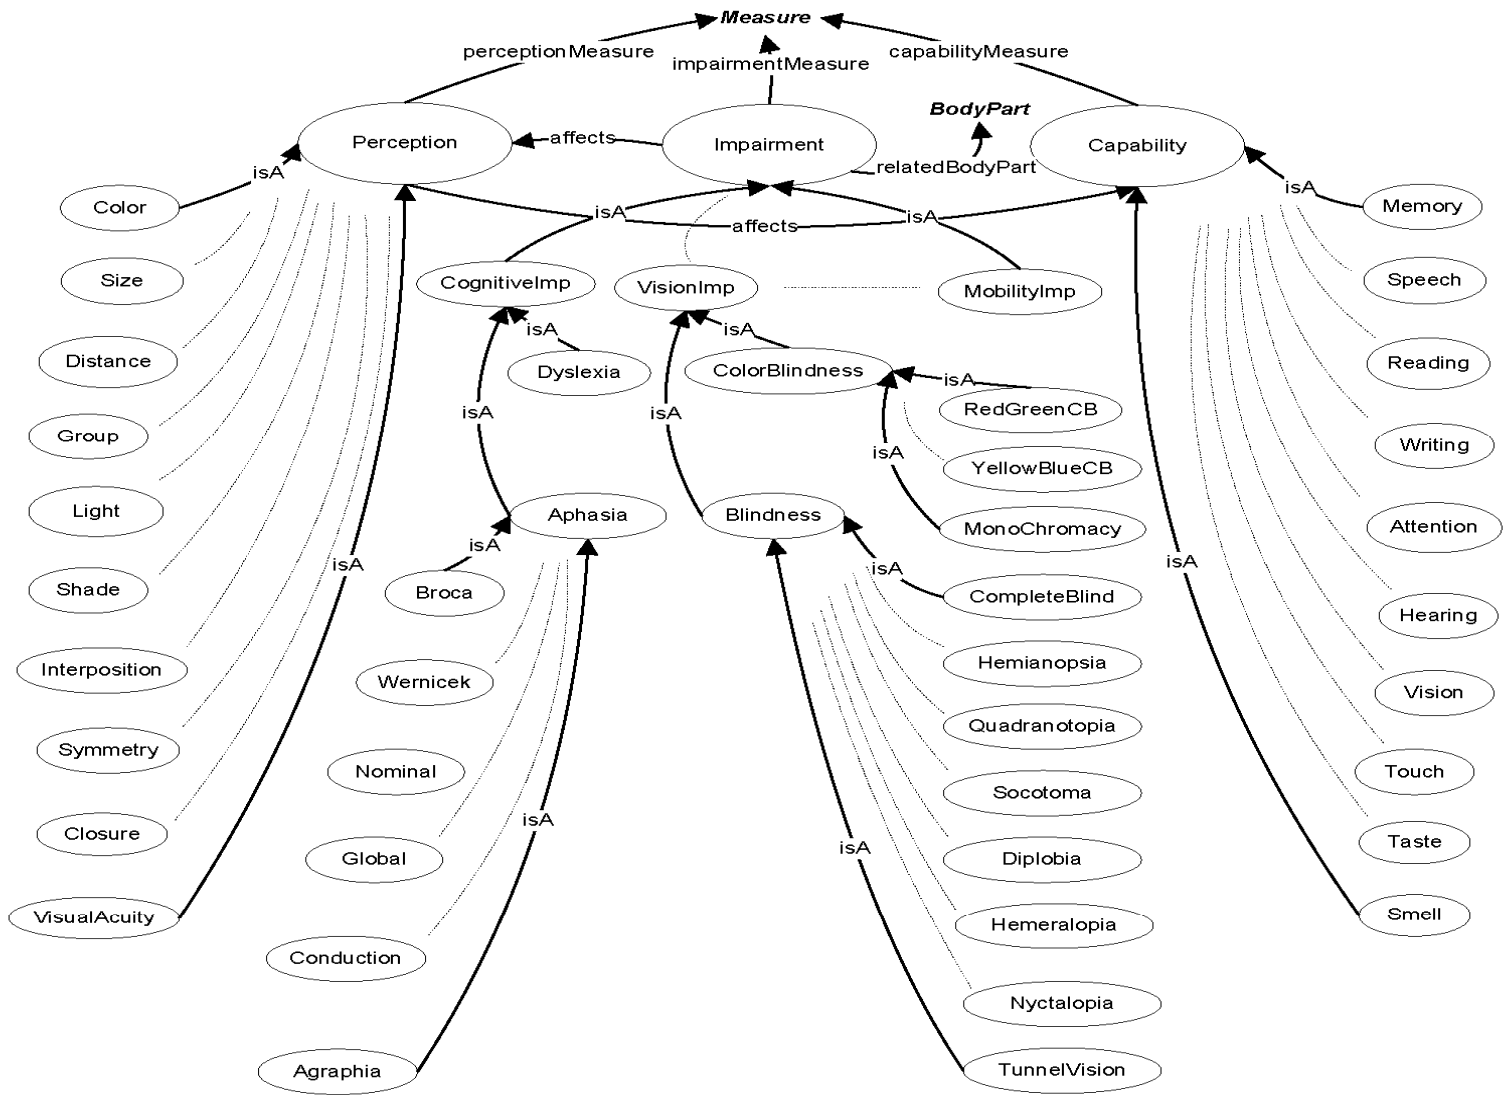 Measure
perceptionMeasure
capabilityMeasure
impairmentMeasure
BodyPart
Perception
affects
Impairment
Capability
relatedBodyPart
isA
isA
Color
isA
isA
affects
Memory
Size
CognitiveImp
VisionImp
MobilityImp
Speech
isA
isA
Distance
Dyslexia
ColorBlindness
isA
Reading
isA
isA
RedGreenCB
Group
isA
Writing
YellowBlueCB
Light
Aphasia
Blindness
MonoChromacy
Attention
isA
isA
isA
isA
Shade
Broca
CompleteBlind
Hearing
Interposition
Wernicek
Hemianopsia
Vision
Symmetry
Nominal
Quadranotopia
Touch
Closure
isA
Socotoma
Global
isA
Diplobia
Taste
VisualAcuity
Hemeralopia
Smell
Conduction
Nyctalopia
Agraphia
TunnelVision